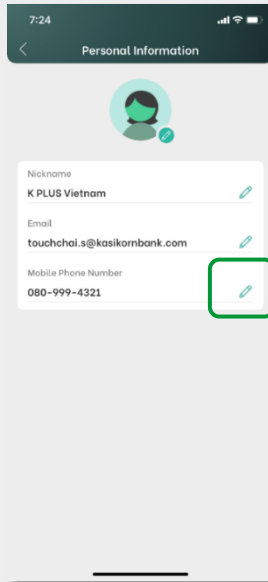 7:24
Personal Information
Nickname
K PLUS Vietnam
Email
touchchai.s@kasikornbank.com
Mobile Phone Number
080-999-4321